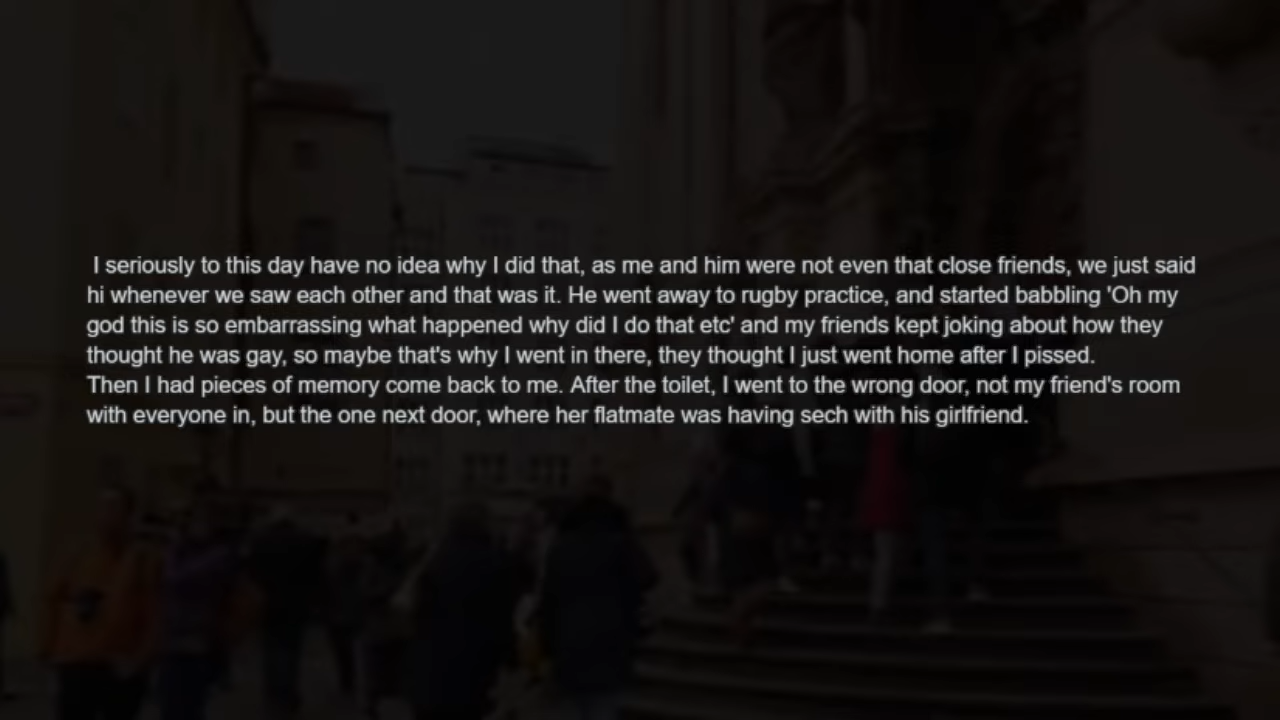 I seriously to this day have no idea why I did that, as me and him were not even that close friends, we just said
hi whenever we saw each other and that was it. He went away to rugby practice, and started babbling 'Oh my
god this is so embarrassing what happened why did I do that etc' and my friends kept joking about how they
thought he was gay, so maybe that's why I went in there, they thought I just went home after I pissed.
Then I had pieces of memory come back to me. After the toilet, I went to the wrong door, not my friend's room
with everyone in, but the one next door, where her flatmate was having sech with his girlfriend.